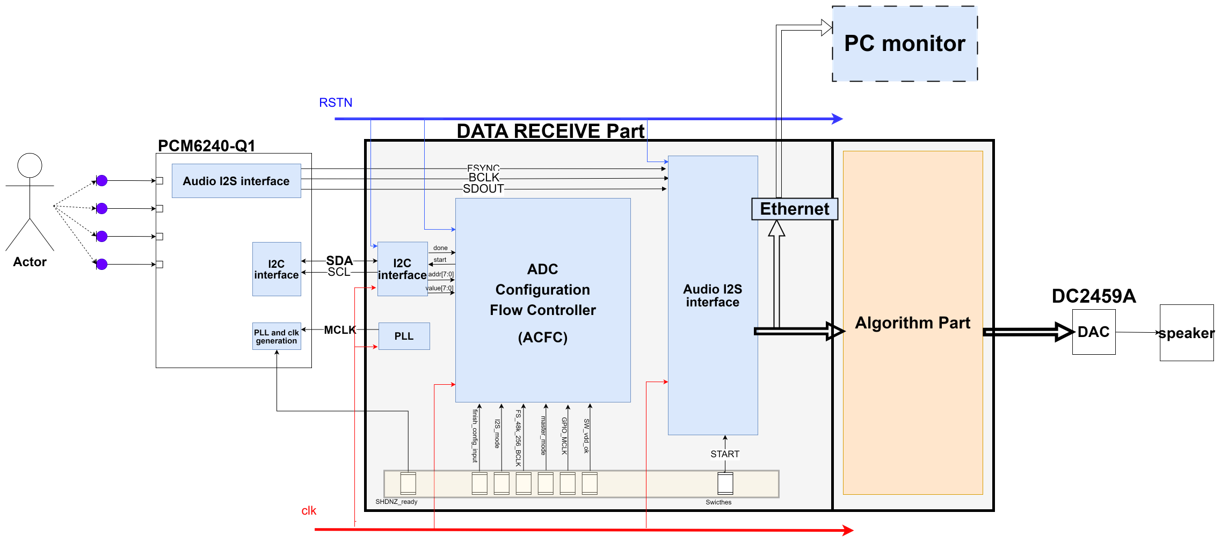 PC monitor
RSTN
DATA RECEIVE Part
PCM6240-Q1
Audio I2S interface
FSYNC
BCLK
SDOUT
Ethernet
Actor
I2C
interface
SDA
SCL
I2C
interface
done
start
addr[7:0]
value[7:0]
ADC
Configuration
Flow Controller
(ACFC)
Audio I2S
interface
PLL and clk
generation
MCLK
PLL
Algorithm Part
DC2459A
DAC
speaker
finish_config_input
I2S_mode
FS_48k_256_BCLK
master_mode
GPIO_MCLK
SW_vdd_ok
START
SHDNZ_ready
Swicthes
clk